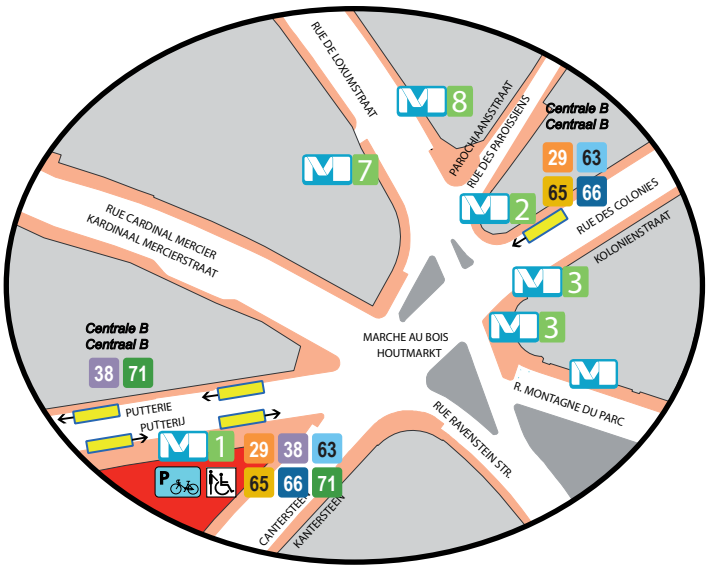 RUE DE LOXUMSTRAAT
M 8
PAROCHIAANSSTRAAT
RUE DES PAROISSIENS
Centrale B
Centraal B
29 63
65 66
M 7
M 2
RUE DES COLONIES
KOLONIENSTRAAT
RUE CARDINAL MERCIER
KARDINAAL MERCIERSTRAAT
M 3
M 3
MARCHE AU BOIS
HOUTMARKT
Centrale B
Centraal B
38 71
M
R. MONTAGNE DU PARC
PUTTERIE
PUTTERIJ
RUE RAVENSTEIN STR.
M 1
29 38 63
P
65 66 71
CANTERSTEEN
KANTERSTEEN